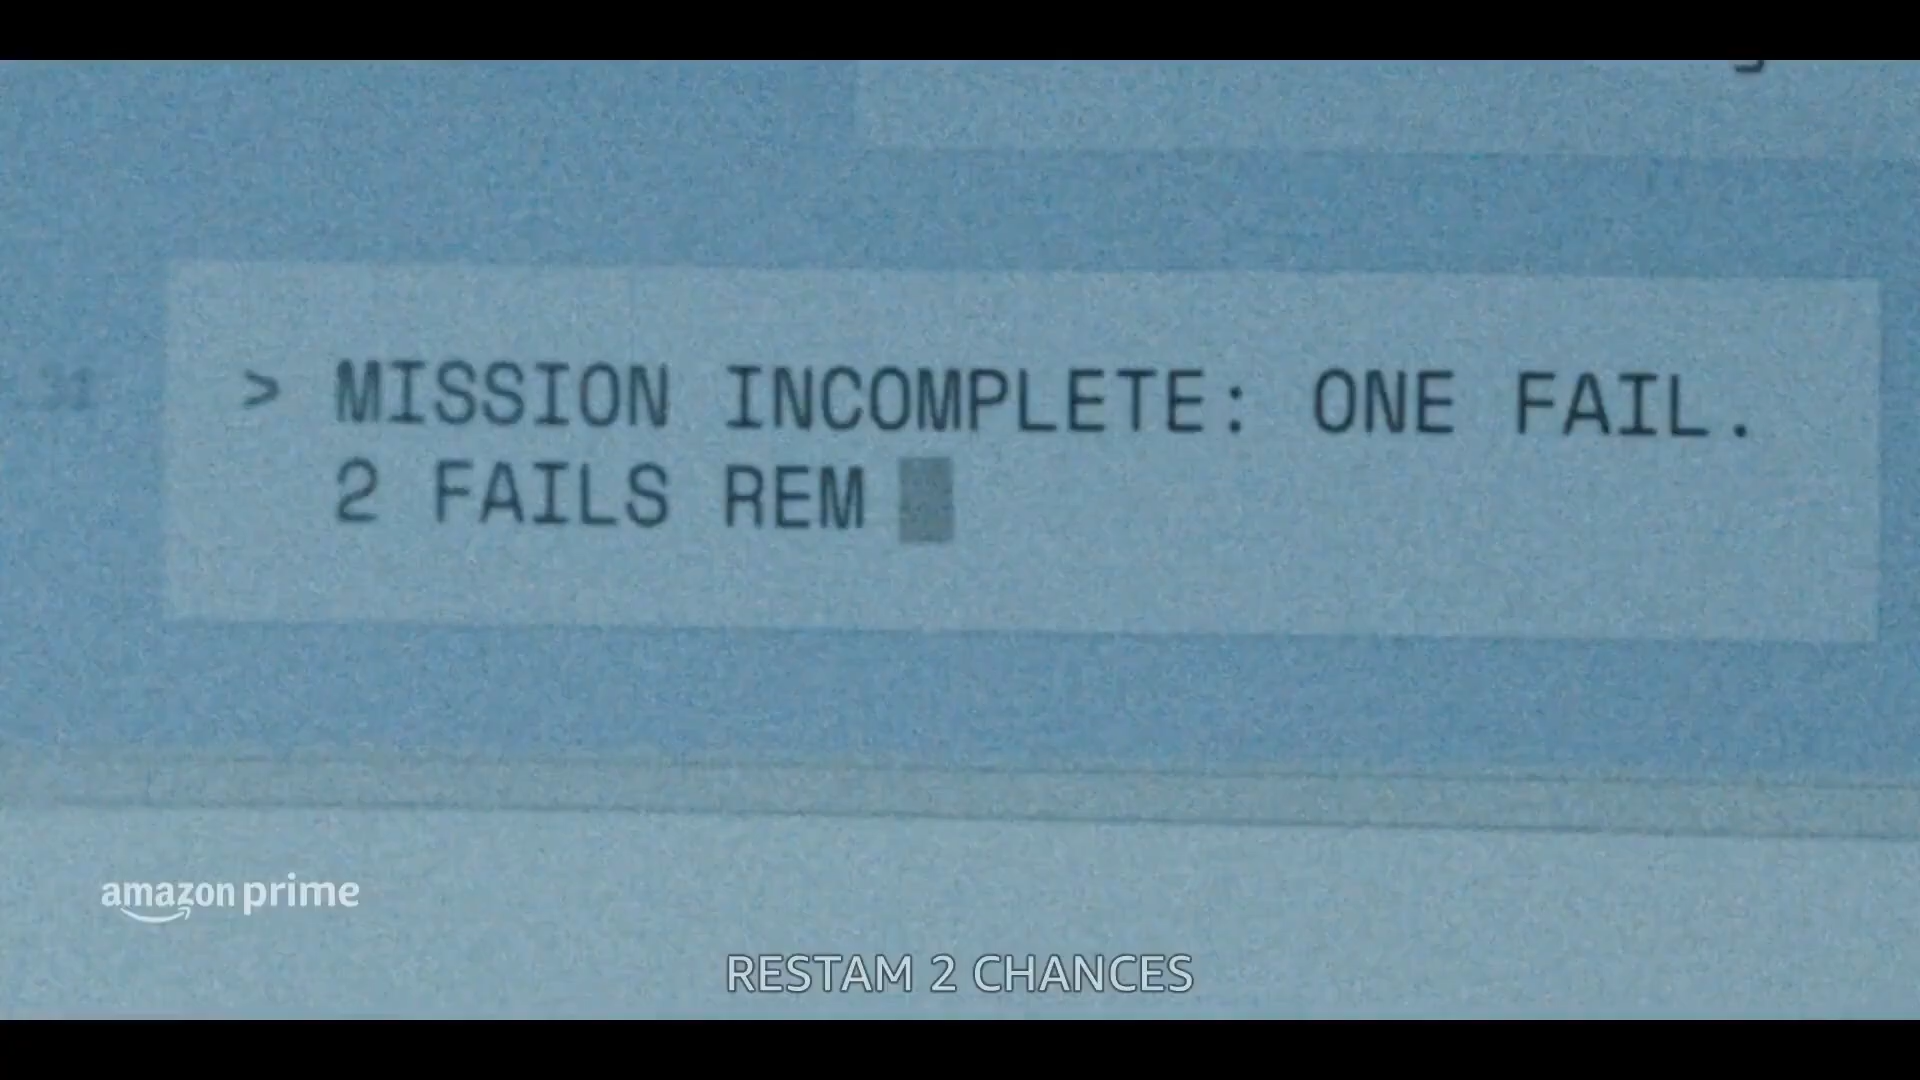 > MISSION INCOMPLETE: ONE FAIL.
2 FAILS REM
amazon prime
RESTAM 2 CHANCES